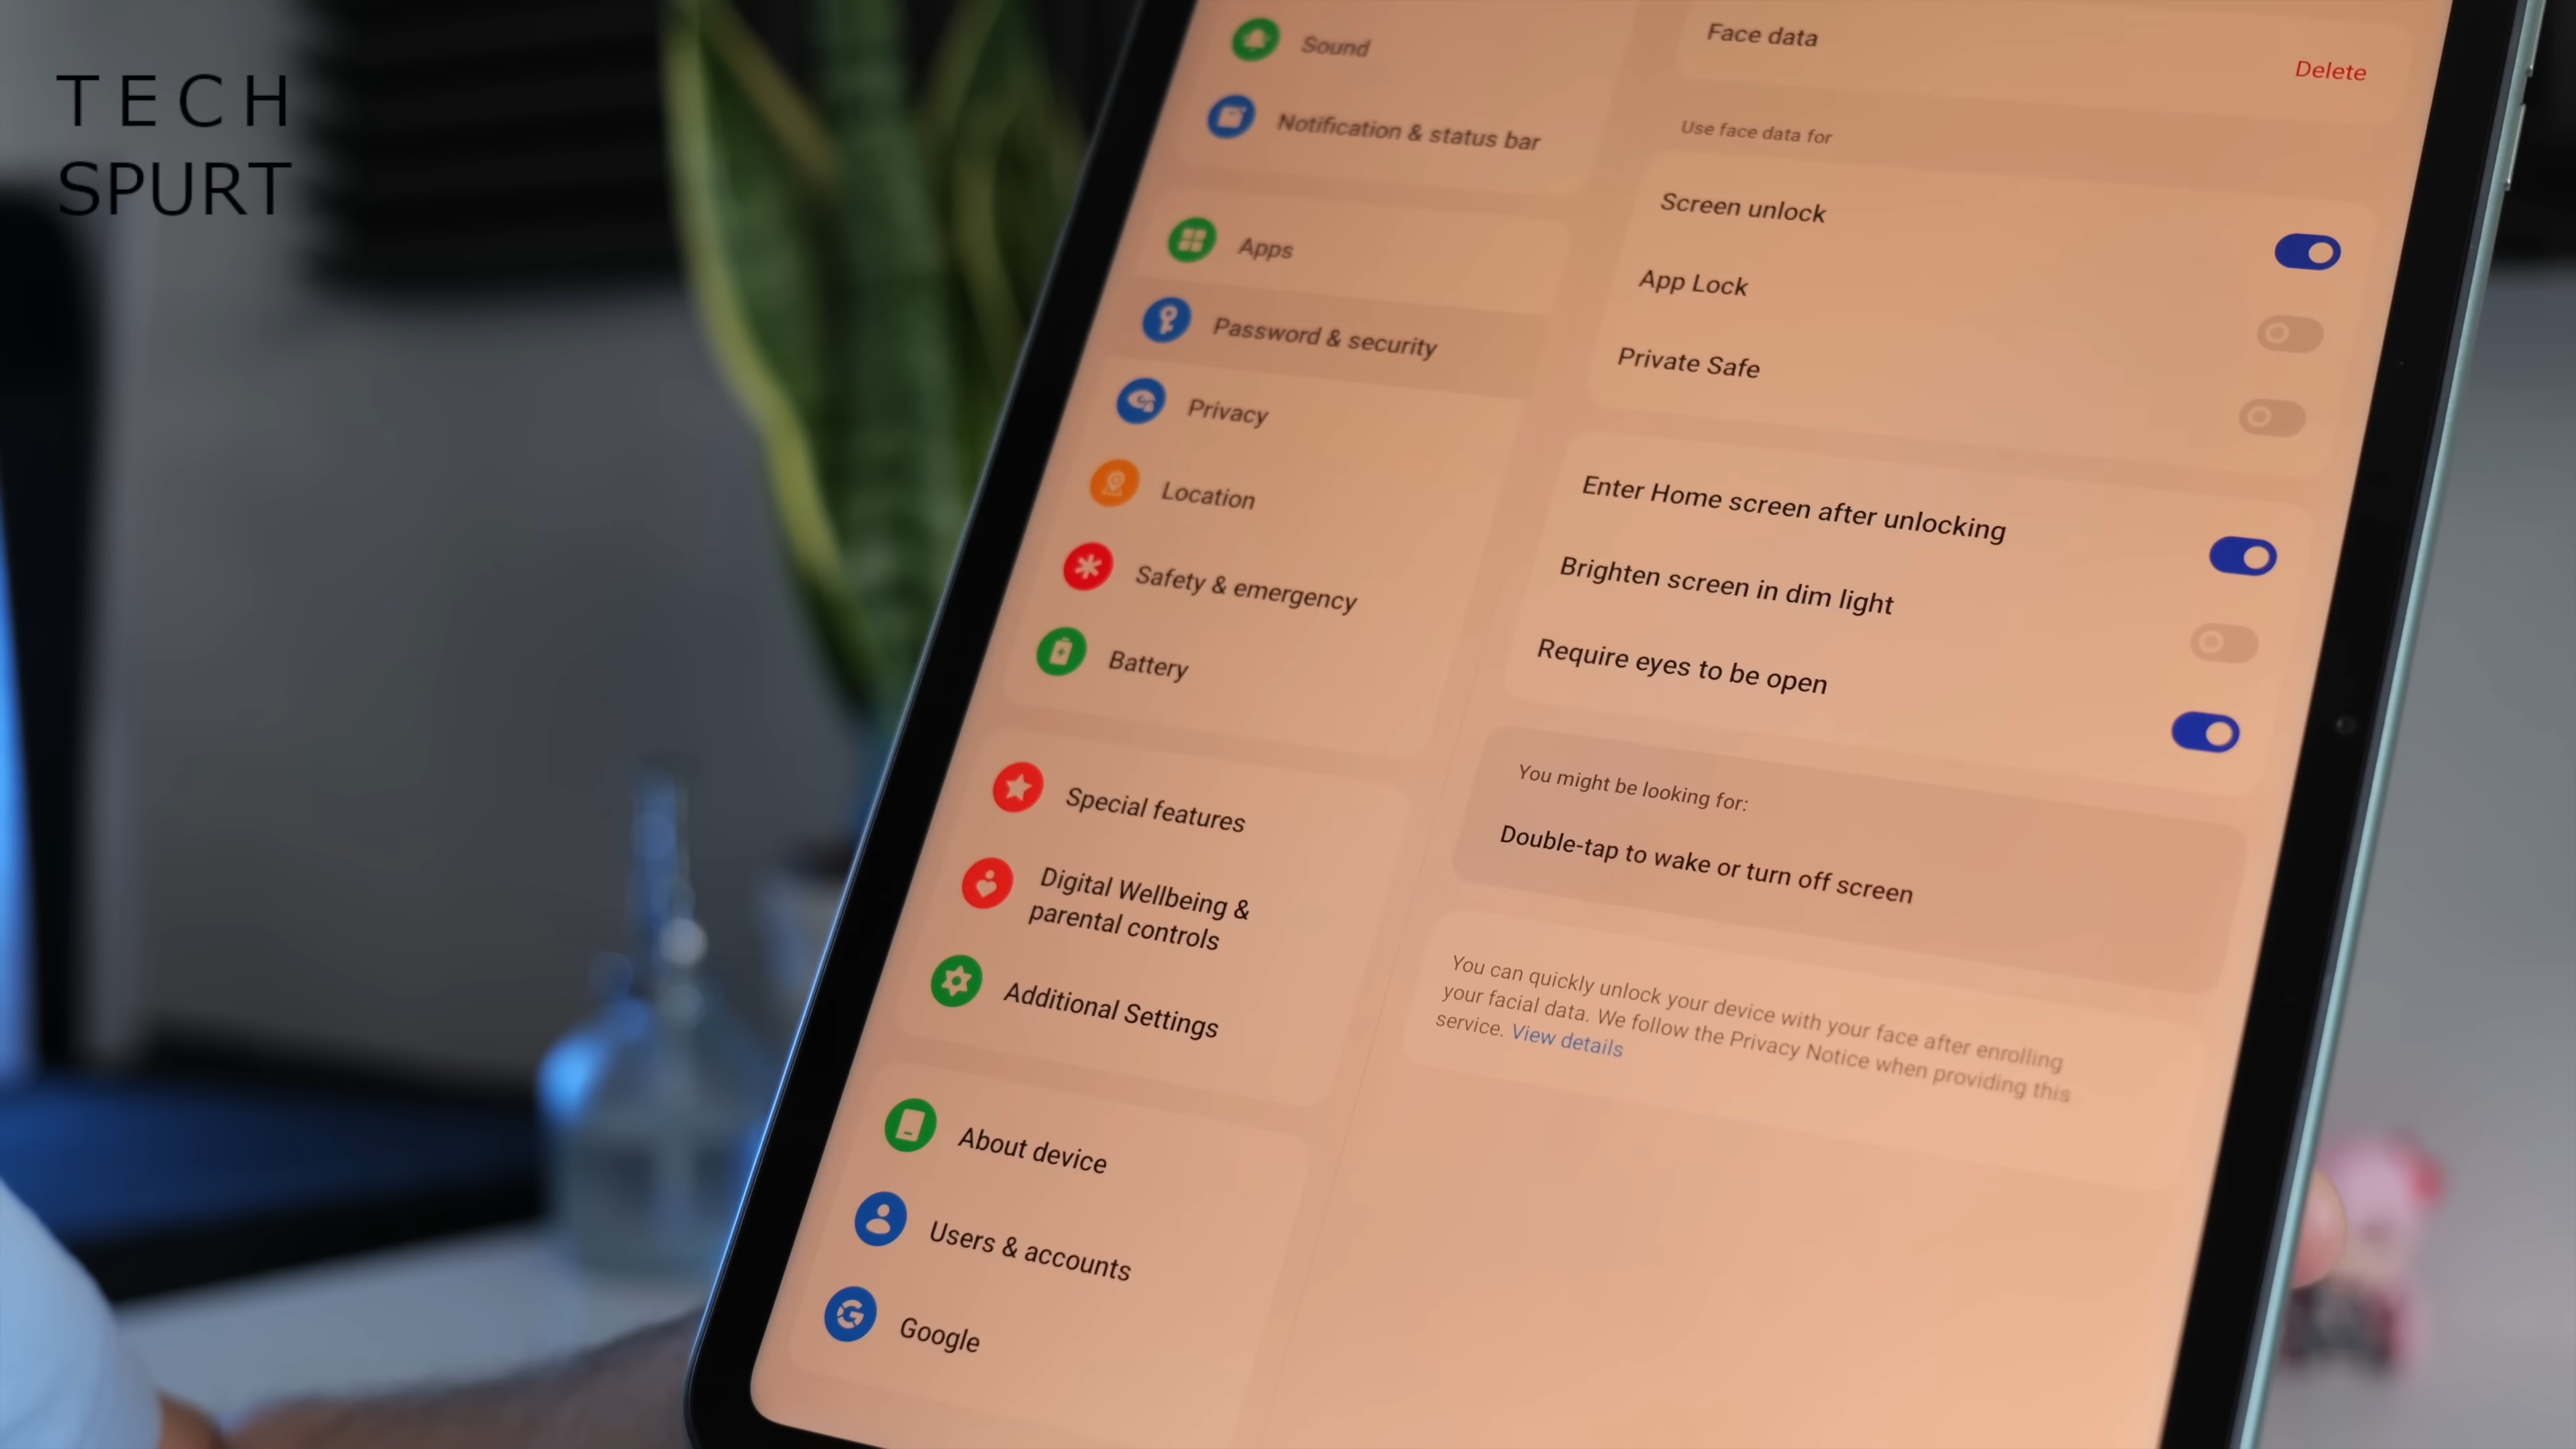 TECH
SPURT
Sound
Notification & status bar
Apps
Password & security
Privacy
Location
Safety & emergency
Battery
Special features
Digital Wellbeing &
parental controls
Additional Settings
About device
Users & accounts
Google
Face data
Delete
Use face data for
Screen unlock
App Lock
Private Safe
Enter Home screen after unlocking
Brighten screen in dim light
Require eyes to be open
You might be looking for:
Double-tap to wake or turn off screen
You can quickly unlock your device with your face after enrolling
your facial data. We follow the Privacy Notice when providing this
service. View details